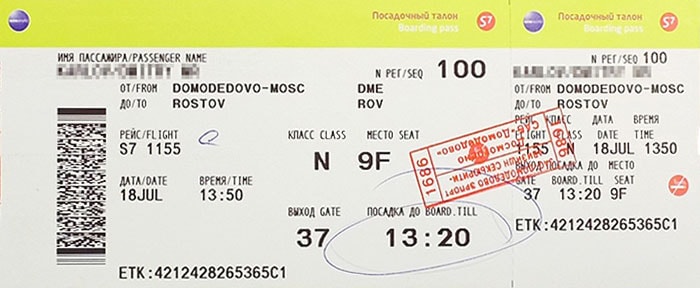 Посадочный талон
Boarding pass
S7
Посадочный талон
Boarding pass
S7
ИМЯ ПАССАЖИРА/PASSENGER NAME
N РЕГ/SEQ 100
ОТ/FROM DOMODEDOVO-MOSC DME
ДО/TO ROSTOV ROV
РЕЙС/FLIGHT
S7 1155
КЛАСС CLASS МЕСТО SEAT
N 9F
ДАТА/DATE ВРЕМЯ/TIME
18JUL 13:50
ВЫХОД GATE ПОСАДКА ДО BOARD.TILL
37 13:20
ETK:4212428265365C1
N РЕГ/SEQ 100
ОТ/FROM DOMODEDOVO-MOSC
ДО/TO ROSTOV
РЕЙС КЛАСС ДАТА ВРЕМЯ
CLASS DATE TIME
1155 N 18JUL 1350
ПОСАДКА ДО МЕСТО
GATE BOARD.TILL SEAT
37 13:20 9F
ETK:4212428265365C1
1686
ДОСМОТРЕНО
1686